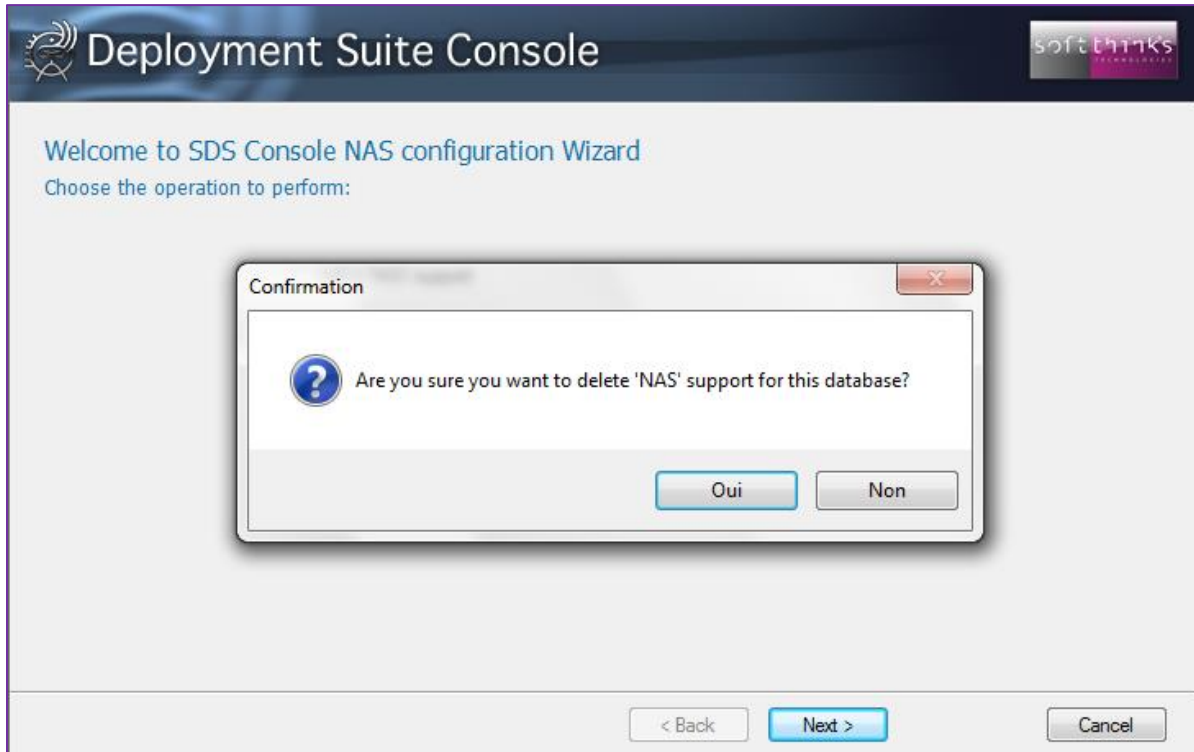 Deployment Suite Console
softthinks
TECHNOLOGIES
Welcome to SDS Console NAS configuration Wizard
Choose the operation to perform:
Confirmation
Are you sure you want to delete 'NAS' support for this database?
Oui
Non
< Back
Next >
Cancel